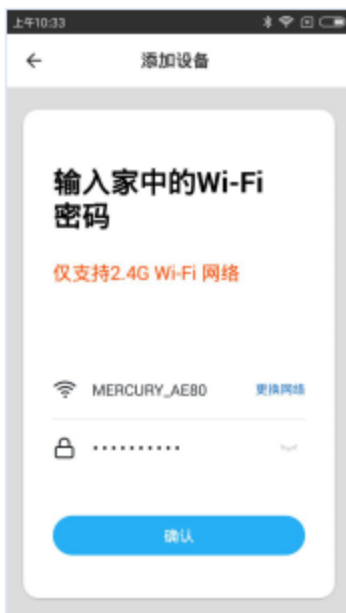 上午10:33
添加设备
输入家中的Wi-Fi
密码
仅支持2.4G Wi-Fi 网络
MERCURY_AE80 更换网络
••••••••••
确认